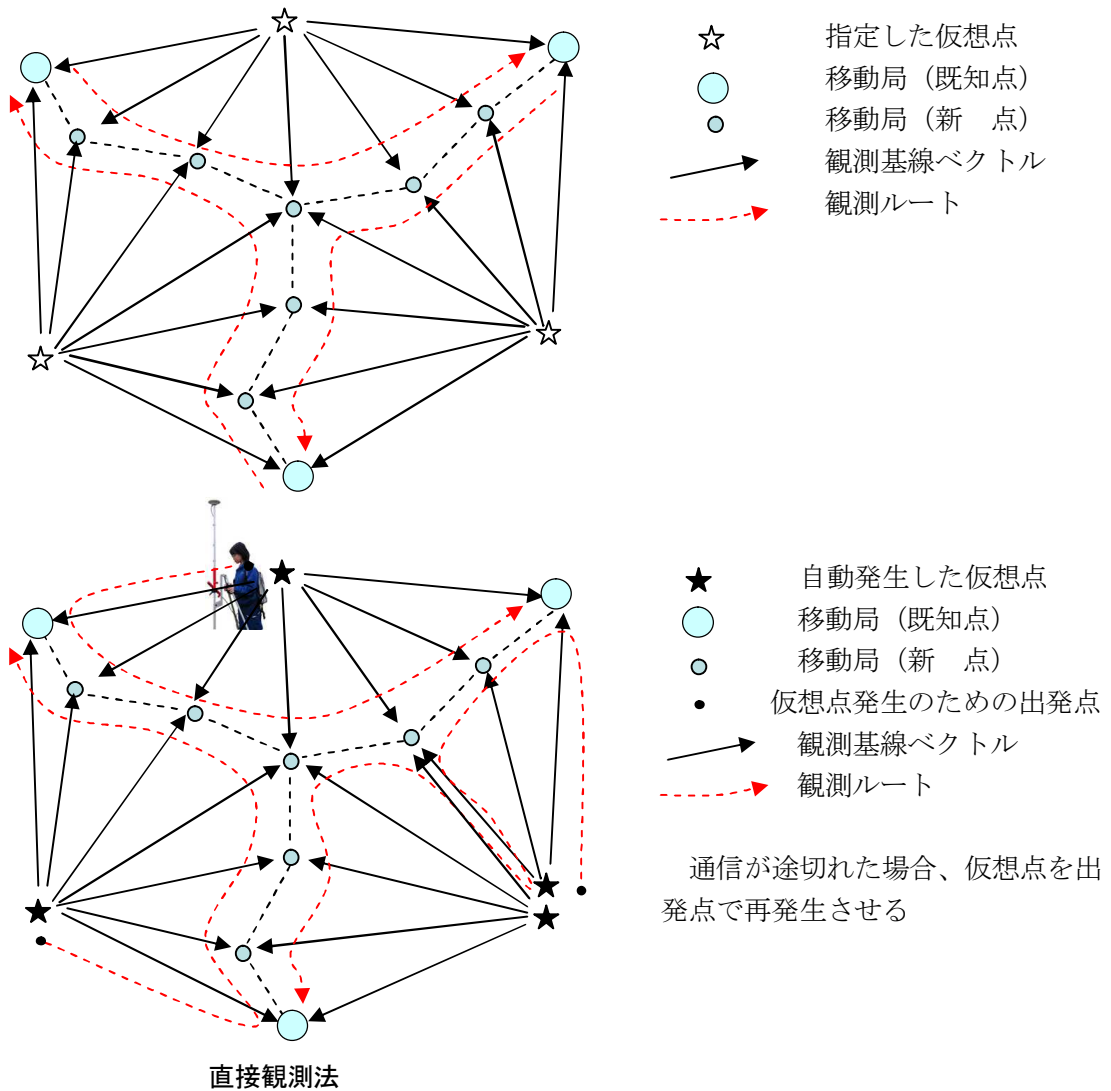 指定した仮想点
移動局（既知点）
移動局（新　点）
観測基線ベクトル
観測ルート
自動発生した仮想点
移動局（既知点）
移動局（新　点）
仮想点発生のための出発点
観測基線ベクトル
観測ルート
通信が途切れた場合、仮想点を出
発点で再発生させる
直接観測法